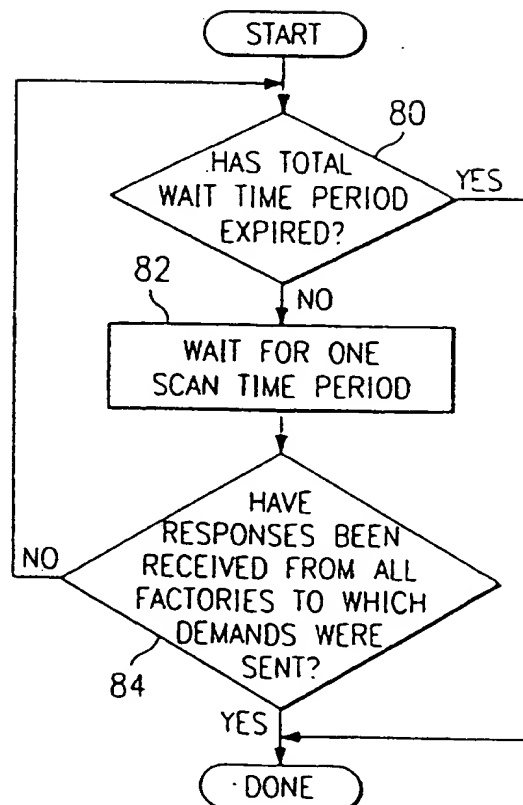 START
80
HAS TOTAL
WAIT TIME PERIOD
EXPIRED?
YES
82
NO
WAIT FOR ONE
SCAN TIME PERIOD
HAVE
RESPONSES BEEN
RECEIVED FROM ALL
FACTORIES TO WHICH
DEMANDS WERE
SENT?
NO
84
YES
DONE